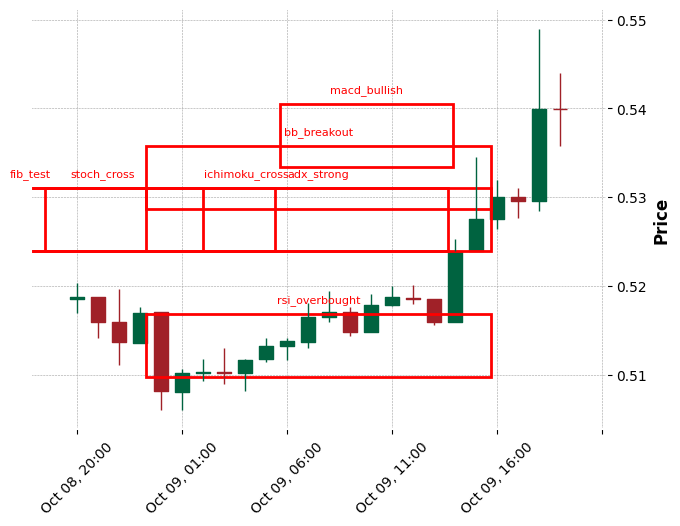 0.55
macd_bullish
0.54
bb_breakout
fib_test stoch_cross ichimoku_cross adx_strong
0.53
Price
0.52
rsi_overbought
0.51
Oct 08, 20:00
Oct 09, 01:00
Oct 09, 06:00
Oct 09, 11:00
Oct 09, 16:00